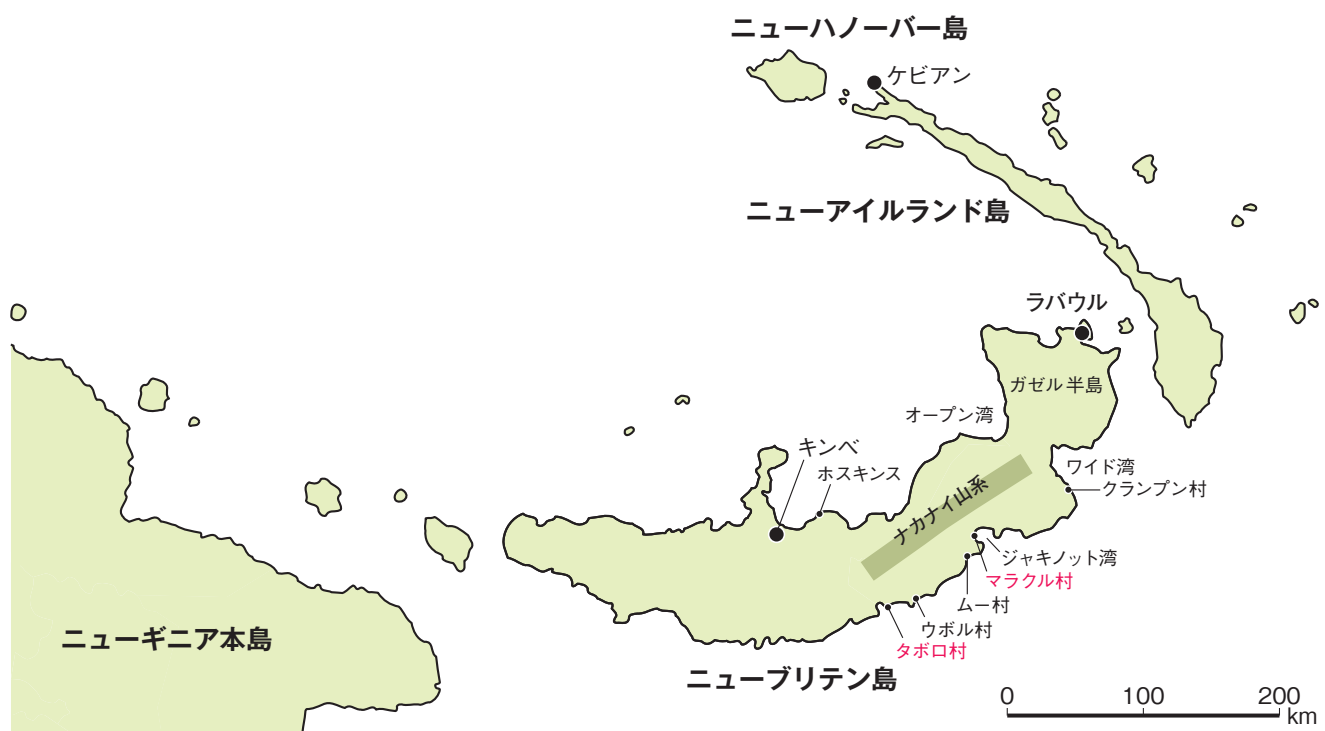 ニューハノーバー島
ケビアン
ニューアイルランド島
ラバウル
ガゼル半島
オープン湾
キンベ
ホスキンス
ワイド湾
クランプン村
ナカナイ山系
ジャキノット湾
マラクル村
ムー村
ウボル村
タボロ村
ニューギニア本島
ニューブリテン島
0 100 200
km